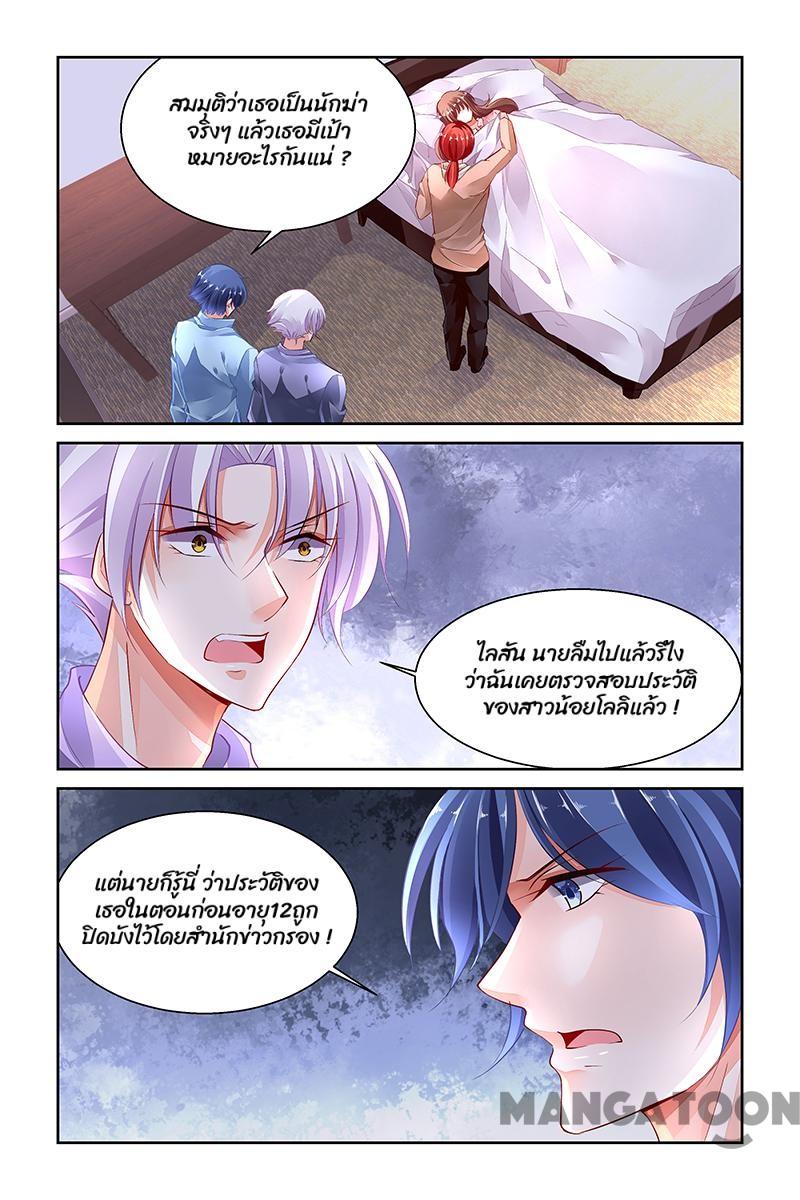 สมมุติว่าเธอเป็นนักฆ่า
จริงๆ แล้วเธอมีเป้า
หมายอะไรกันแน่ ?
ไลสัน นายลืมไปแล้วรึไง
ว่าฉันเคยตรวจสอบประวัติ
ของสาวน้อยโลลิแล้ว !
แต่นายก็รู้นี่ ว่าประวัติของ
เธอในตอนก่อนอายุ12ถูก
ปิดบังไว้โดยสำนักข่าวกรอง !
MANGATOON